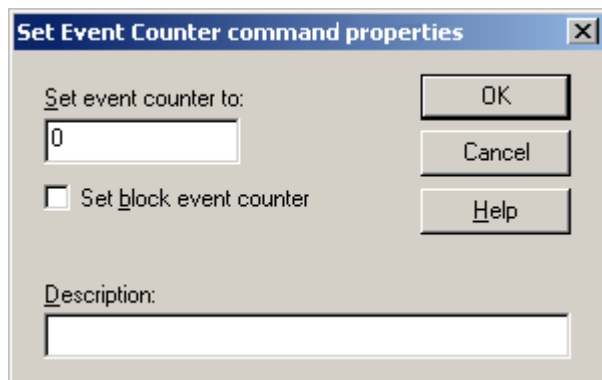 Set Event Counter command properties
Set event counter to:
0
Set block event counter
OK
Cancel
Help
Description: